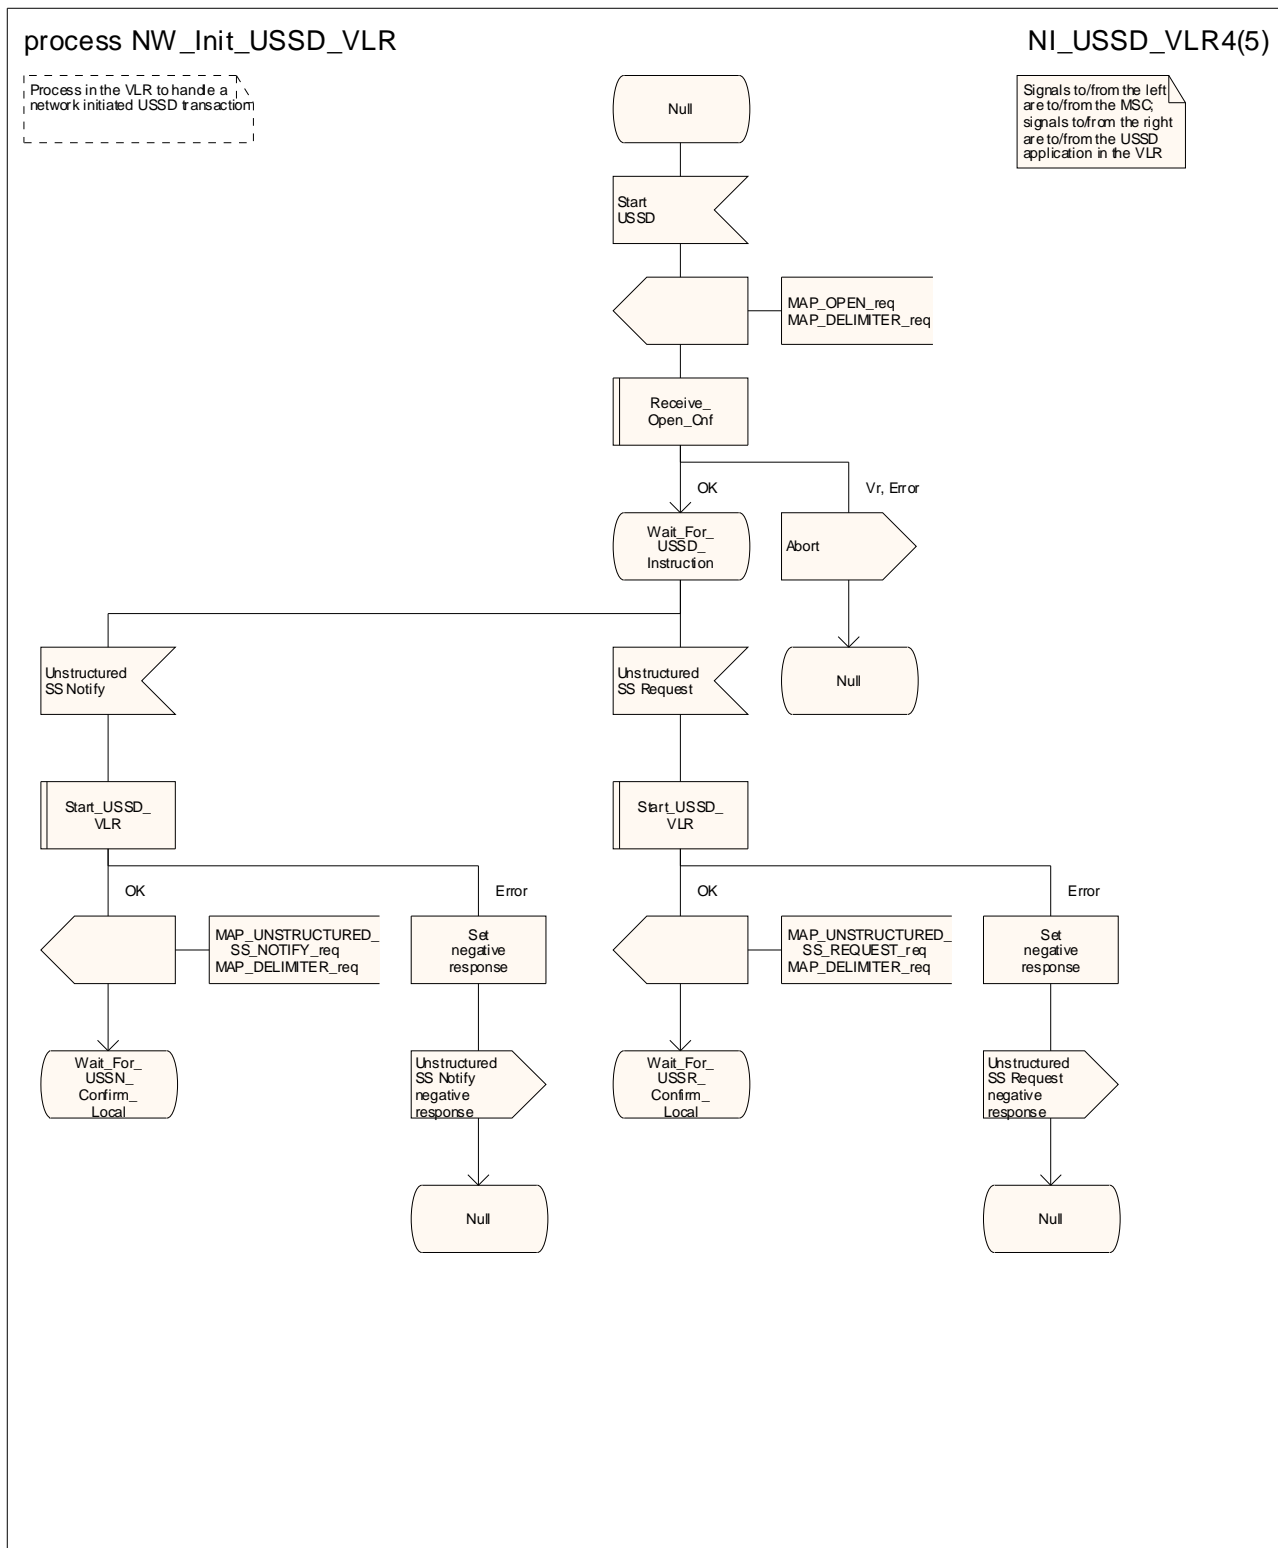 process NW_Init_USSD_VLR
NI_USSD_VLR4(5)
Process in the VLR to handle a
network initiated USSD transaction
Signals to/from the left
are to/from the MSC;
signals to/from the right
are to/from the USSD
application in the VLR
Null
Start
USSD
MAP_OPEN_req
MAP_DELIMITER_req
Receive_
Open_Cnf
OK
Vr, Error
Wait_For_
USSD_
Instruction
Abort
Unstructured
SS Notify
Unstructured
SS Request
Null
Start_USSD_
VLR
Start_USSD_
VLR
OK
Error
OK
Error
MAP_UNSTRUCTURED_
SS_NOTIFY_req
MAP_DELIMITER_req
Set
negative
response
MAP_UNSTRUCTURED_
SS_REQUEST_req
MAP_DELIMITER_req
Set
negative
response
Wait_For_
USSN_
Confirm_
Local
Unstructured
SS Notify
negative
response
Wait_For_
USSR_
Confirm_
Local
Unstructured
SS Request
negative
response
Null
Null